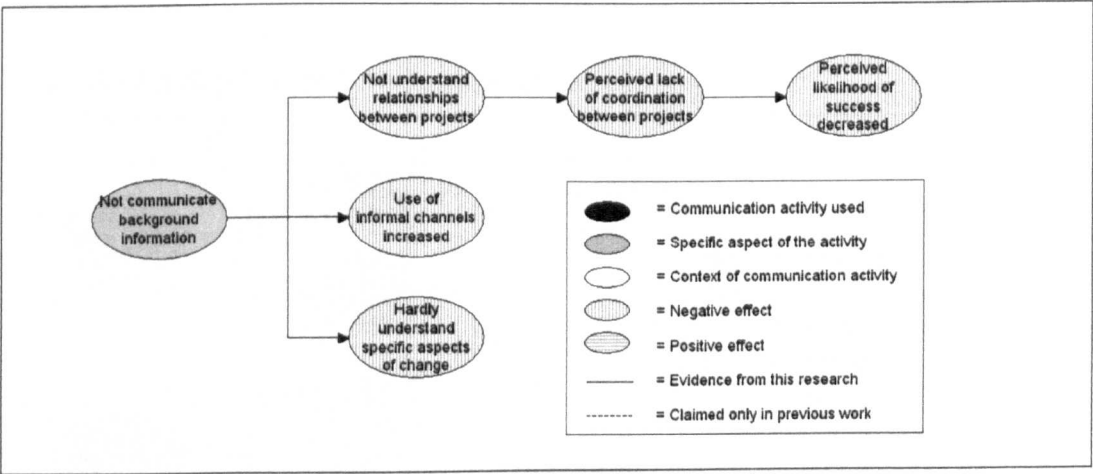 Not understand
relationships
between projects
Perceived lack
of coordination
between projects
Perceived
likelihood of
success
decreased
Not communicate
background
information
Use of
informal channels
increased
Hardly
understand
specific aspects
of change
= Communication activity used
= Specific aspect of the activity
= Context of communication activity
= Negative effect
= Positive effect
= Evidence from this research
= Claimed only in previous work